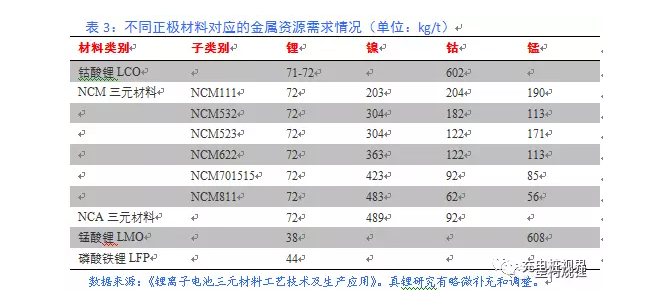 表 3：不同正极材料对应的金属资源需求情况（单位：kg/t）
材料类别 子类别 锂 镍 钴 锰
钴酸锂 LCO 71-72 602
NCM 三元材料 NCM111 72 203 204 190
NCM532 72 304 182 113
NCM523 72 304 122 171
NCM622 72 363 122 113
NCM701515 72 423 92 85
NCM811 72 483 62 56
NCA 三元材料 72 489 92
锰酸锂 LMO 38 608
磷酸铁锂 LFP 44
数据来源：《锂离子电池三元材料工艺技术及生产应用》。真锂研究有略微补充和调整。
充电桩视界